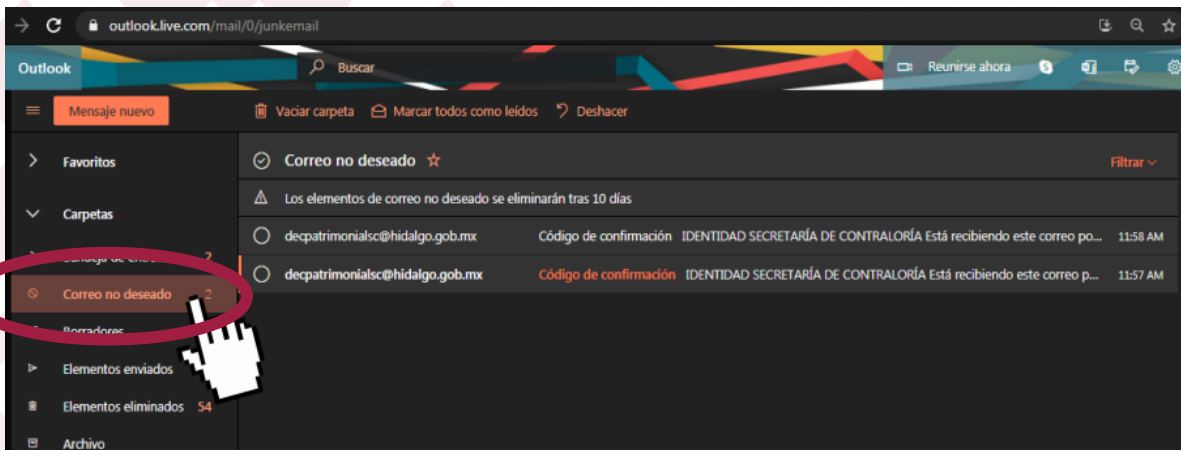 outlook.live.com/mail/0/junkemail
Outlook Buscar Reunirse ahora
Mensaje nuevo Vaciar carpeta Marcar todos como leídos Deshacer
Favoritos Correo no deseado Filtrar
Los elementos de correo no deseado se eliminarán tras 10 días
Carpetas
decpatrimonialsc@hidalgo.gob.mx Código de confirmación IDENTIDAD SECRETARÍA DE CONTRALORÍA Está recibiendo este correo po... 11:58 AM
2
decpatrimonialsc@hidalgo.gob.mx Código de confirmación IDENTIDAD SECRETARÍA DE CONTRALORÍA Está recibiendo este correo p... 11:57 AM
Correo no deseado 2
Borradores
Elementos enviados
Elementos eliminados 54
Archivo